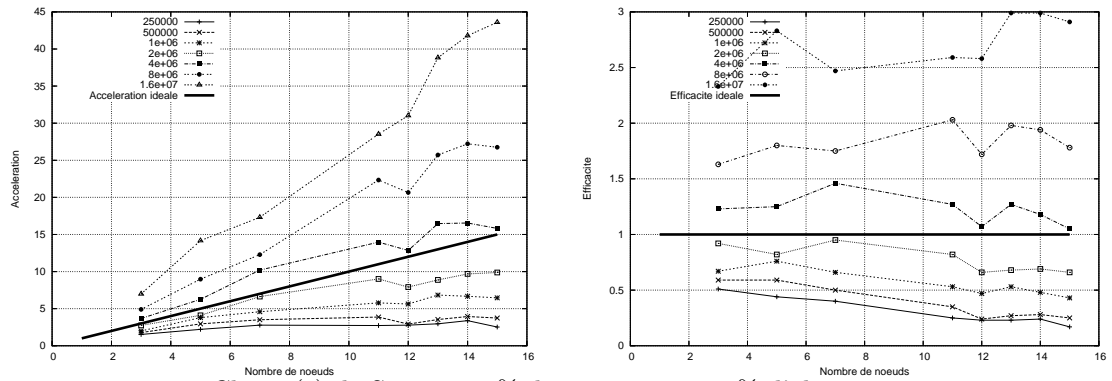 45
40
35
30
25
20
15
10
5
0
0 2 4 6 8 10 12 14 16
Acceleration
Nombre de noeuds
250000
500000
1e+06
2e+06
4e+06
8e+06
1.6e+07
Acceleration ideale
3
2.5
2
1.5
1
0.5
0
0 2 4 6 8 10 12 14 16
Efficacite
Nombre de noeuds
250000
500000
1e+06
2e+06
4e+06
8e+06
1.6e+07
Efficacite ideale